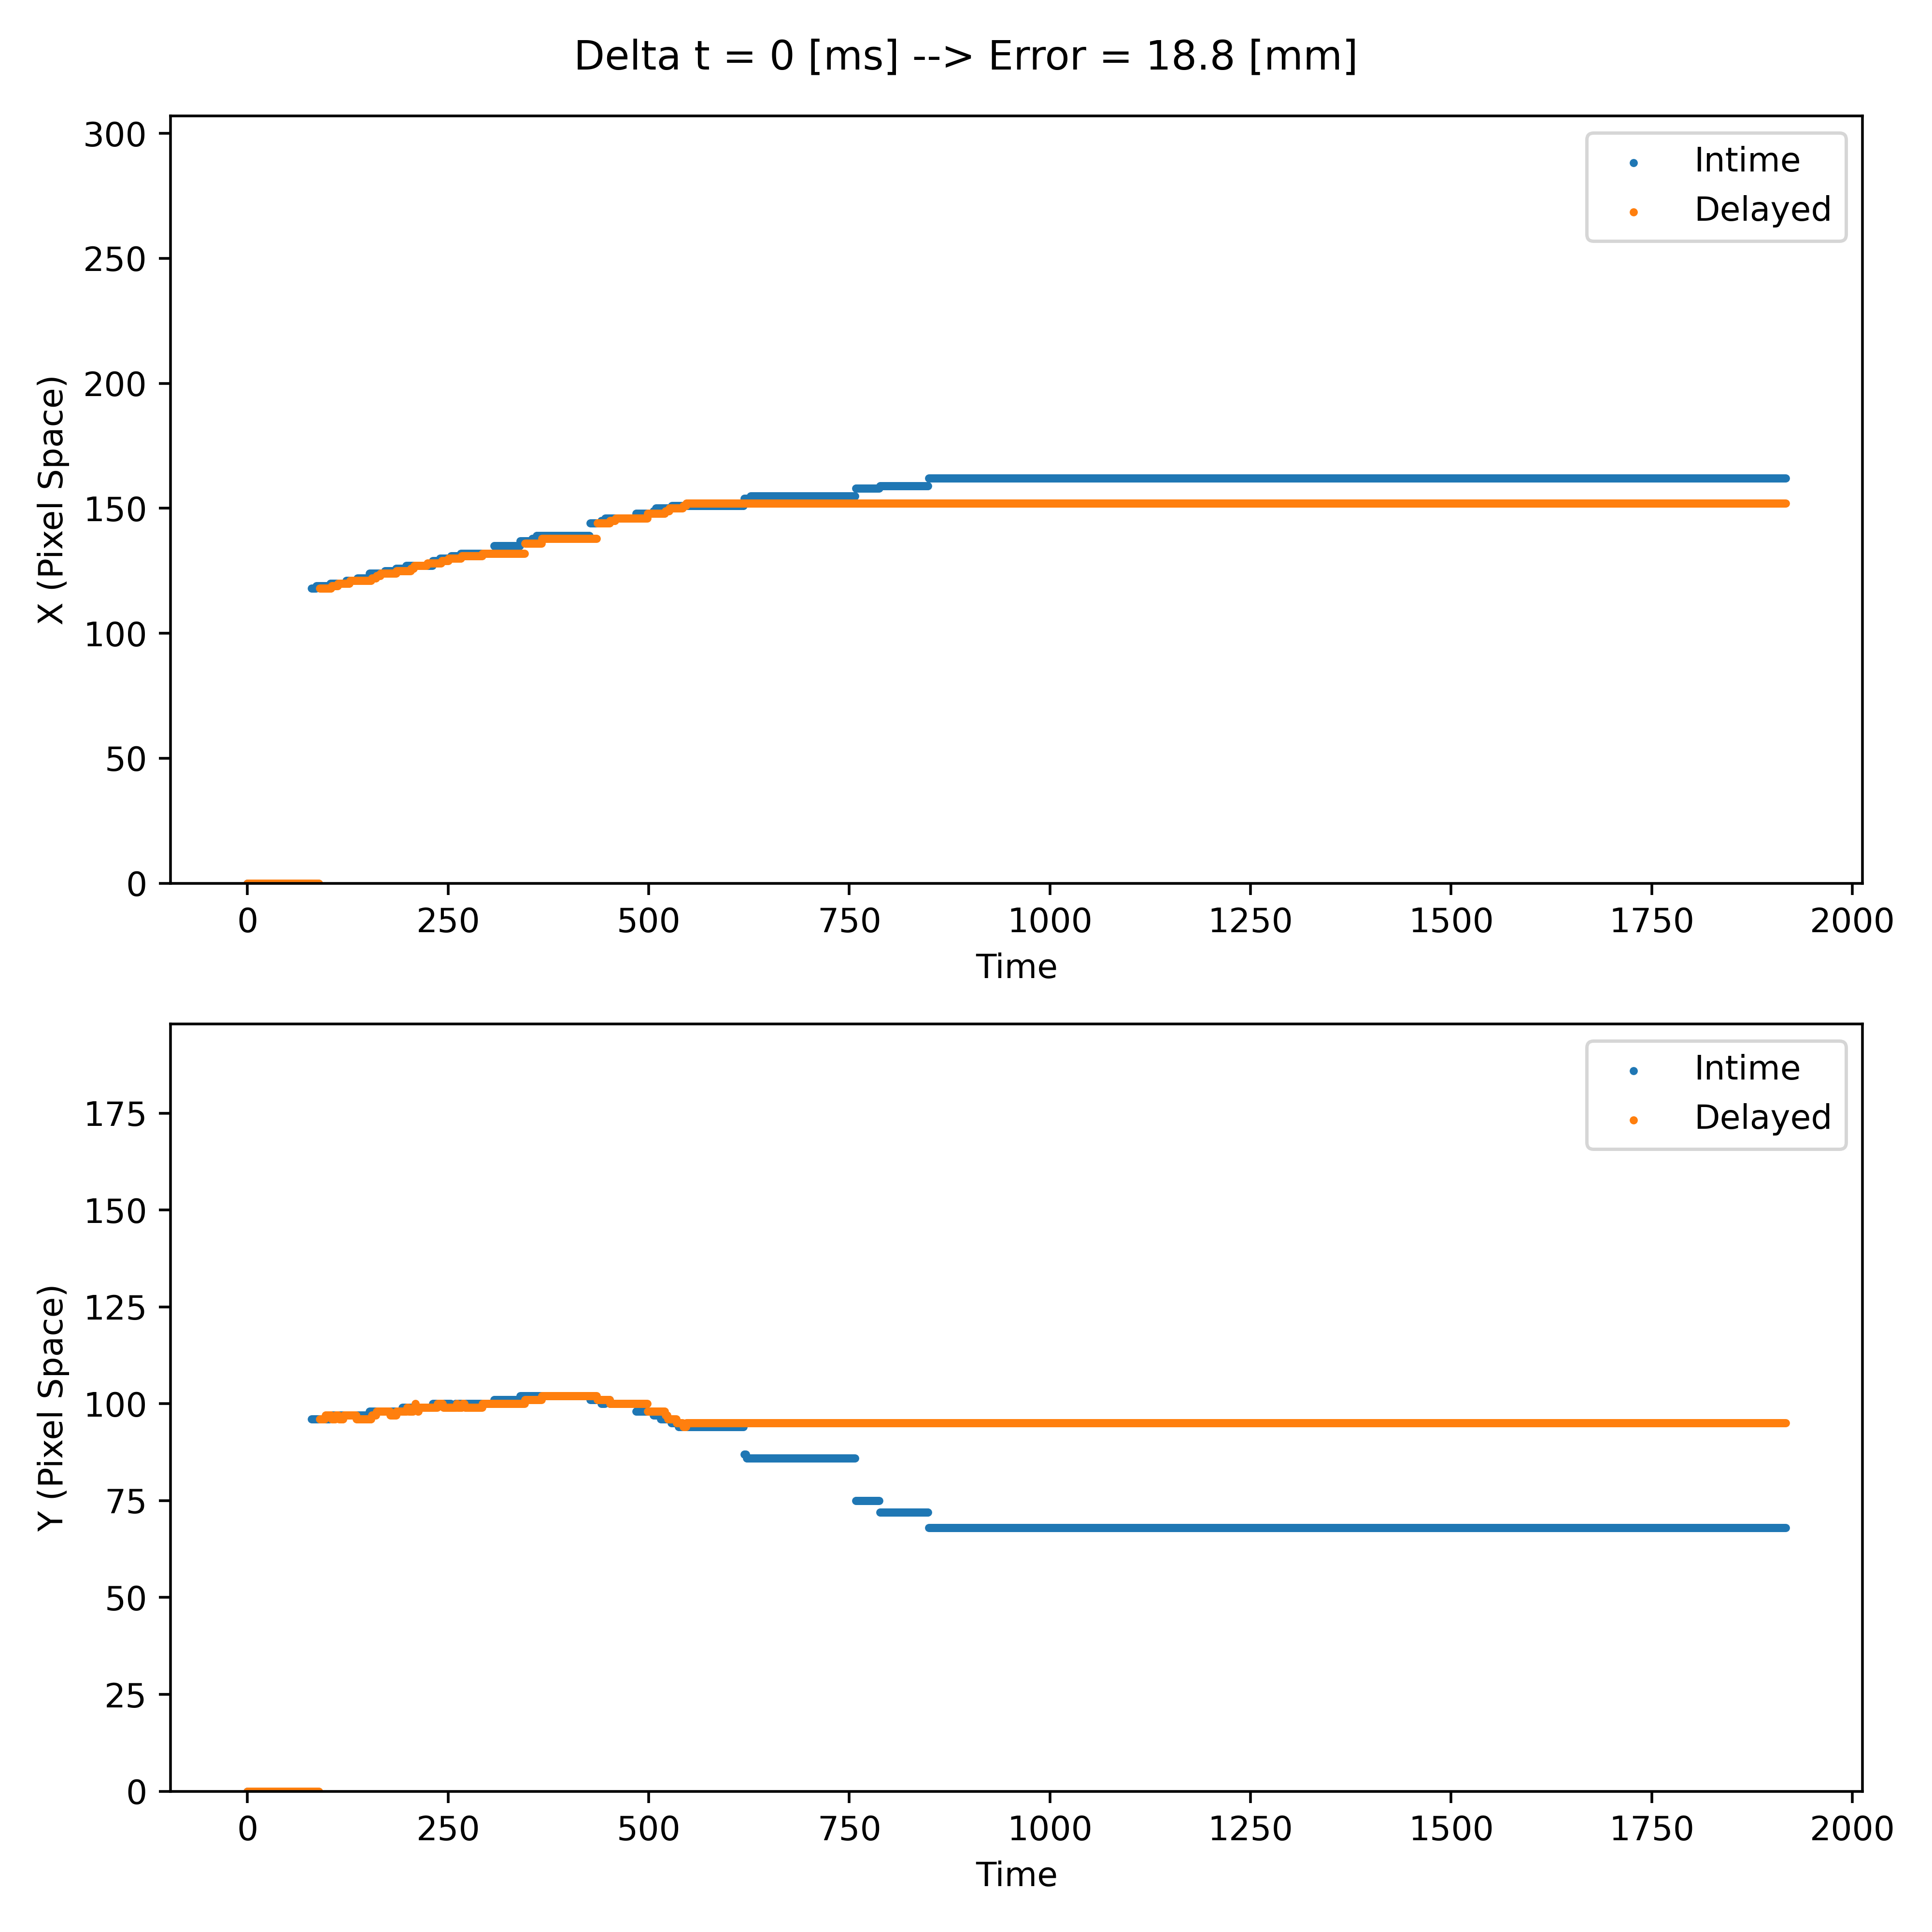 Delta t = 0 [ms] --> Error = 18.8 [mm]
300
250
200
150
100
50
0
X (Pixel Space)
Intime
Delayed
0 250 500 750 1000 1250 1500 1750 2000
Time
175
150
125
100
75
50
25
0
Y (Pixel Space)
Intime
Delayed
0 250 500 750 1000 1250 1500 1750 2000
Time